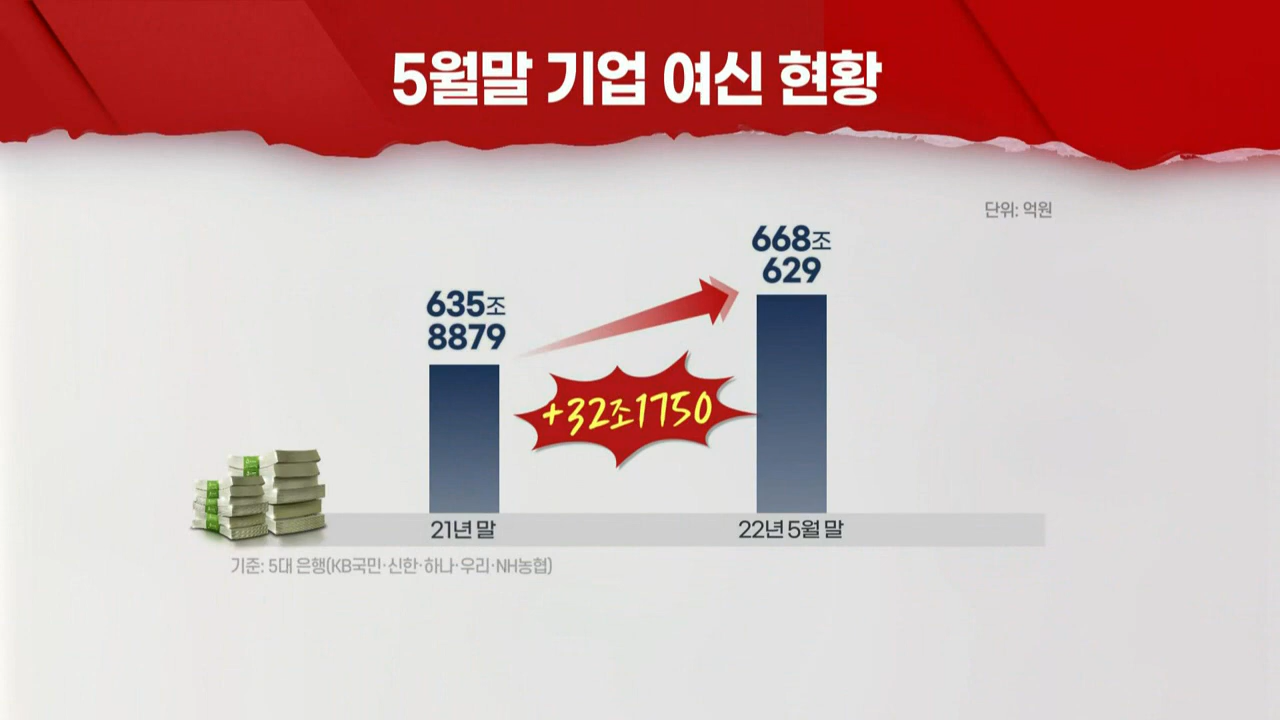 5월말 기업 여신 현황
단위: 억원
635조
8879
668조
629
+32조1750
21년 말
22년 5월 말
기준: 5대 은행(KB국민·신한·하나·우리·NH농협)